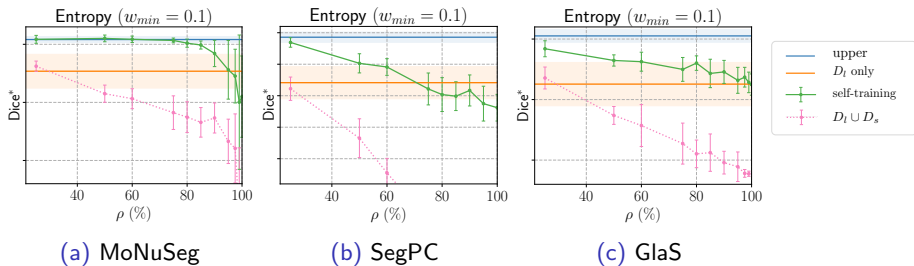 Entropy (w_min = 0.1)
Dice*
40 60 80 100
ρ (%)
(a) MoNuSeg
Entropy (w_min = 0.1)
Dice*
40 60 80 100
ρ (%)
(b) SegPC
Entropy (w_min = 0.1)
Dice*
40 60 80 100
ρ (%)
(c) GlaS
upper
D_l only
self-training
D_l ∪ D_s